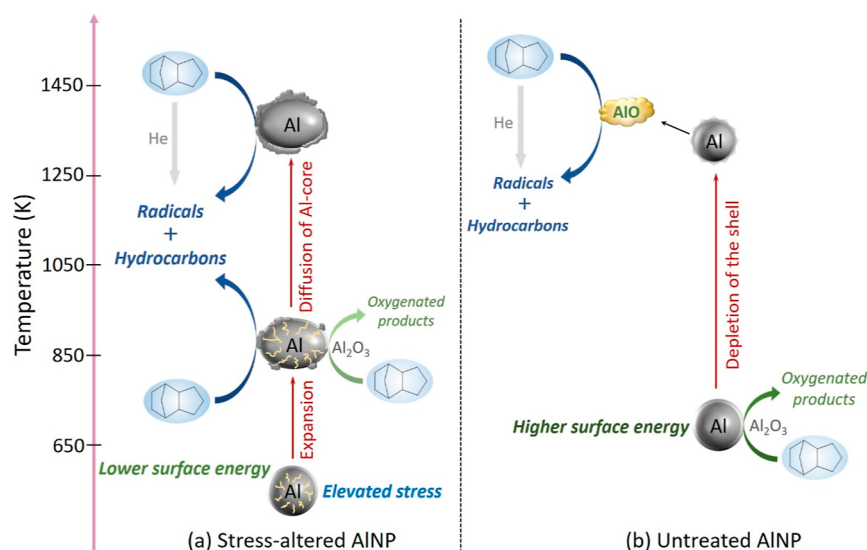 Temperature (K)
1450
1250
1050
850
650
He
Radicals
+
Hydrocarbons
Al
Diffusion of Al-core
Al
Al₂O₃
Oxygenated
products
Expansion
Lower surface energy
Al
Elevated stress
(a) Stress-altered AlNP
He
Radicals
+
Hydrocarbons
AlO
Al
Depletion of the shell
Higher surface energy
Al
Al₂O₃
Oxygenated
products
(b) Untreated AlNP